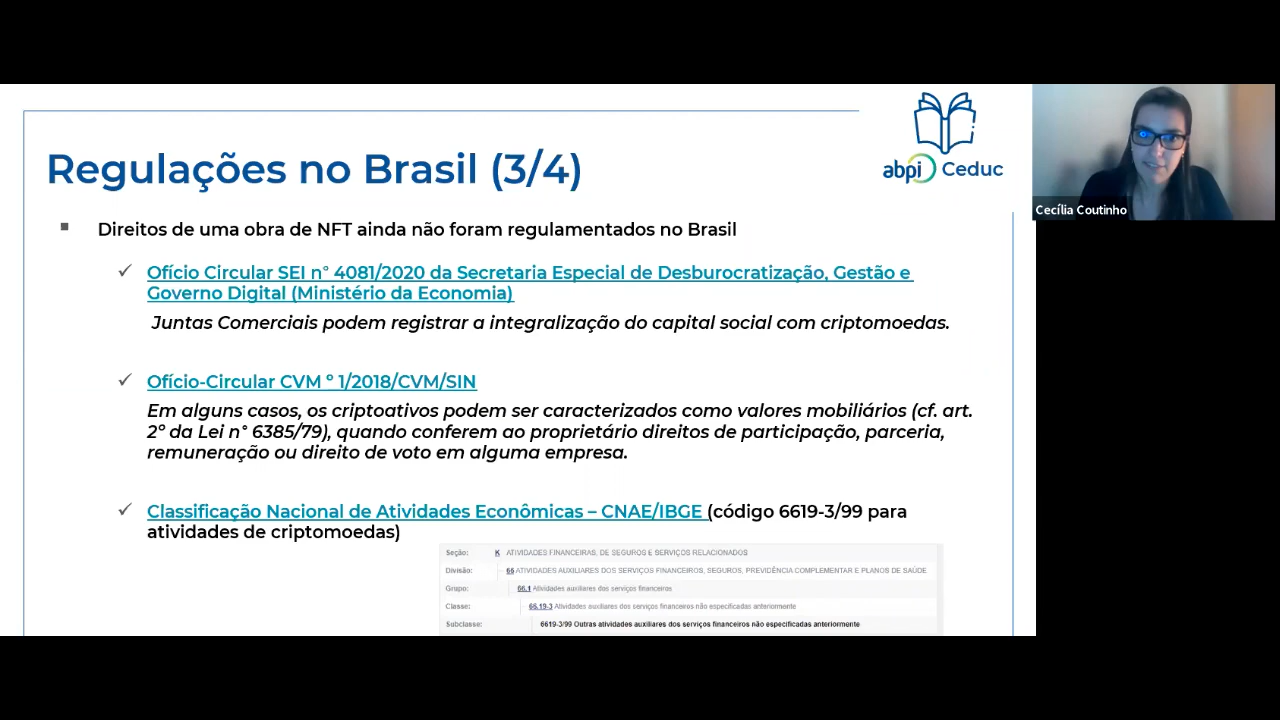 abpi Ceduc
Regulações no Brasil (3/4)
Direitos de uma obra de NFT ainda não foram regulamentados no Brasil
Ofício Circular SEI n° 4081/2020 da Secretaria Especial de Desburocratização, Gestão e
Governo Digital (Ministério da Economia)
Juntas Comerciais podem registrar a integralização do capital social com criptomoedas.
Ofício-Circular CVM º 1/2018/CVM/SIN
Em alguns casos, os criptoativos podem ser caracterizados como valores mobiliários (cf. art.
2º da Lei n° 6385/79), quando conferem ao proprietário direitos de participação, parceria,
remuneração ou direito de voto em alguma empresa.
Classificação Nacional de Atividades Econômicas – CNAE/IBGE (código 6619-3/99 para
atividades de criptomoedas)
Seção: K ATIVIDADES FINANCEIRAS, DE SEGUROS E SERVIÇOS RELACIONADOS
Divisão: 66 ATIVIDADES AUXILIARES DOS SERVIÇOS FINANCEIROS, SEGUROS, PREVIDÊNCIA COMPLEMENTAR E PLANOS DE SAÚDE
Grupo: 66.1 Atividades auxiliares dos serviços financeiros
Classe: 66.19-3 Atividades auxiliares dos serviços financeiros não especificadas anteriormente
Subclasse: 6619-3/99 Outras atividades auxiliares dos serviços financeiros não especificadas anteriormente
Cecília Coutinho